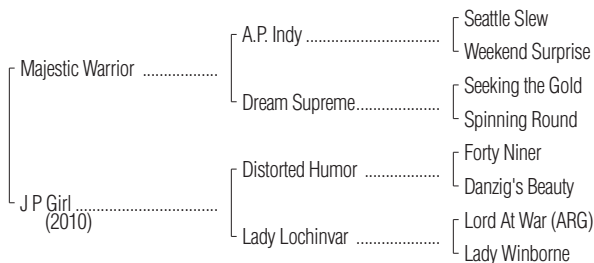 Seattle Slew
A.P. Indy ................................
Weekend Surprise
Majestic Warrior ..................
Seeking the Gold
Dream Supreme....................
Spinning Round
Forty Niner
Distorted Humor ..................
Danzig's Beauty
J P Girl ..................................
(2010)
Lord At War (ARG)
Lady Lochinvar ....................
Lady Winborne